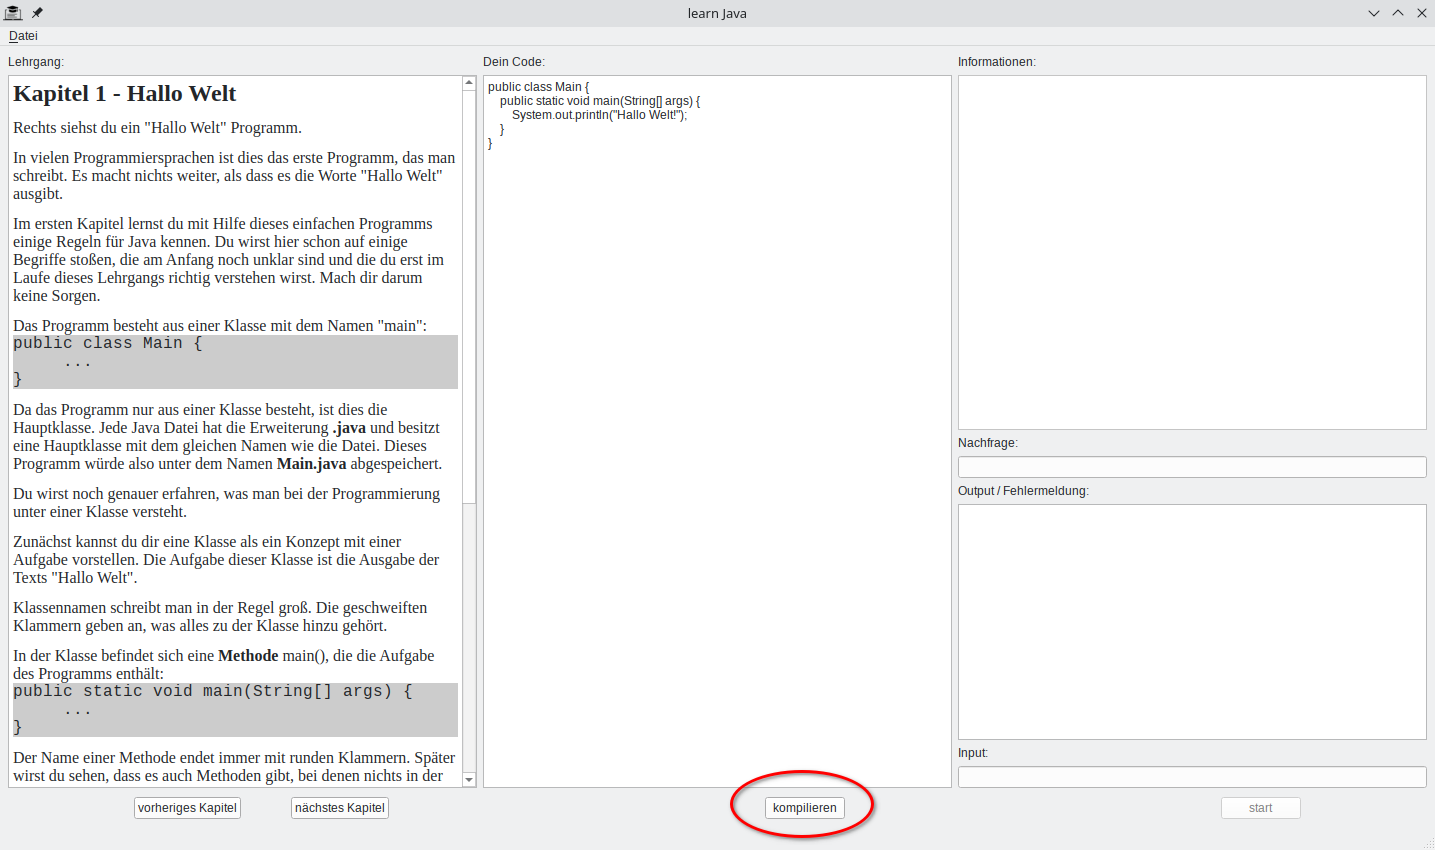 learn Java
Datei
Lehrgang:
Kapitel 1 - Hallo Welt
Rechts siehst du ein "Hallo Welt" Programm.
In vielen Programmiersprachen ist dies das erste Programm, das man
schreibt. Es macht nichts weiter, als dass es die Worte "Hallo Welt"
ausgibt.
Im ersten Kapitel lernst du mit Hilfe dieses einfachen Programms
einige Regeln für Java kennen. Du wirst hier schon auf einige
Begriffe stoßen, die am Anfang noch unklar sind und die du erst im
Laufe dieses Lehrgangs richtig verstehen wirst. Mach dir darum
keine Sorgen.
Das Programm besteht aus einer Klasse mit dem Namen "main":
public class Main {
     ...
}
Da das Programm nur aus einer Klasse besteht, ist dies die
Hauptklasse. Jede Java Datei hat die Erweiterung .java und besitzt
eine Hauptklasse mit dem gleichen Namen wie die Datei. Dieses
Programm würde also unter dem Namen Main.java abgespeichert.
Du wirst noch genauer erfahren, was man bei der Programmierung
unter einer Klasse versteht.
Zunächst kannst du dir eine Klasse als ein Konzept mit einer
Aufgabe vorstellen. Die Aufgabe dieser Klasse ist die Ausgabe der
Texts "Hallo Welt".
Klassennamen schreibt man in der Regel groß. Die geschweiften
Klammern geben an, was alles zu der Klasse hinzu gehört.
In der Klasse befindet sich eine Methode main(), die die Aufgabe
des Programms enthält:
public static void main(String[] args) {
     ...
}
Der Name einer Methode endet immer mit runden Klammern. Später
wirst du sehen, dass es auch Methoden gibt, bei denen nichts in der
vorheriges Kapitel
nächstes Kapitel
Dein Code:
public class Main {
    public static void main(String[] args) {
        System.out.println("Hallo Welt!");
    }
}
kompilieren
Informationen:
Nachfrage:
Output / Fehlermeldung:
Input:
start